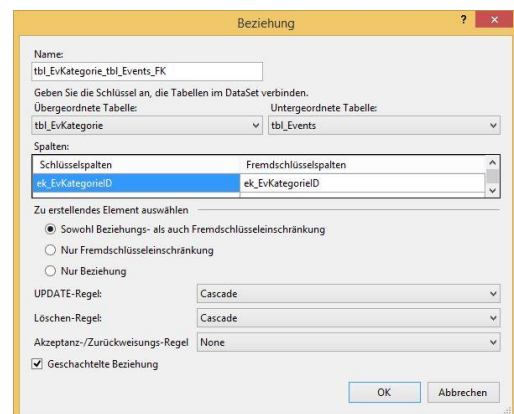 Beziehung
? ×
Name:
tbl_EvKategorie_tbl_Events_FK
Geben Sie die Schlüssel an, die Tabellen im DataSet verbinden.
Übergeordnete Tabelle: Untergeordnete Tabelle:
tbl_EvKategorie tbl_Events
Spalten:
Schlüsselspalten Fremdschlüsselspalten
ek_EvKategorieID ek_EvKategorieID
Zu erstellendes Element auswählen
Sowohl Beziehungs- als auch Fremdschlüsseleinschränkung
Nur Fremdschlüsseleinschränkung
Nur Beziehung
UPDATE-Regel: Cascade
Löschen-Regel: Cascade
Akzeptanz-/Zurückweisungs-Regel None
Geschachtelte Beziehung
OK Abbrechen